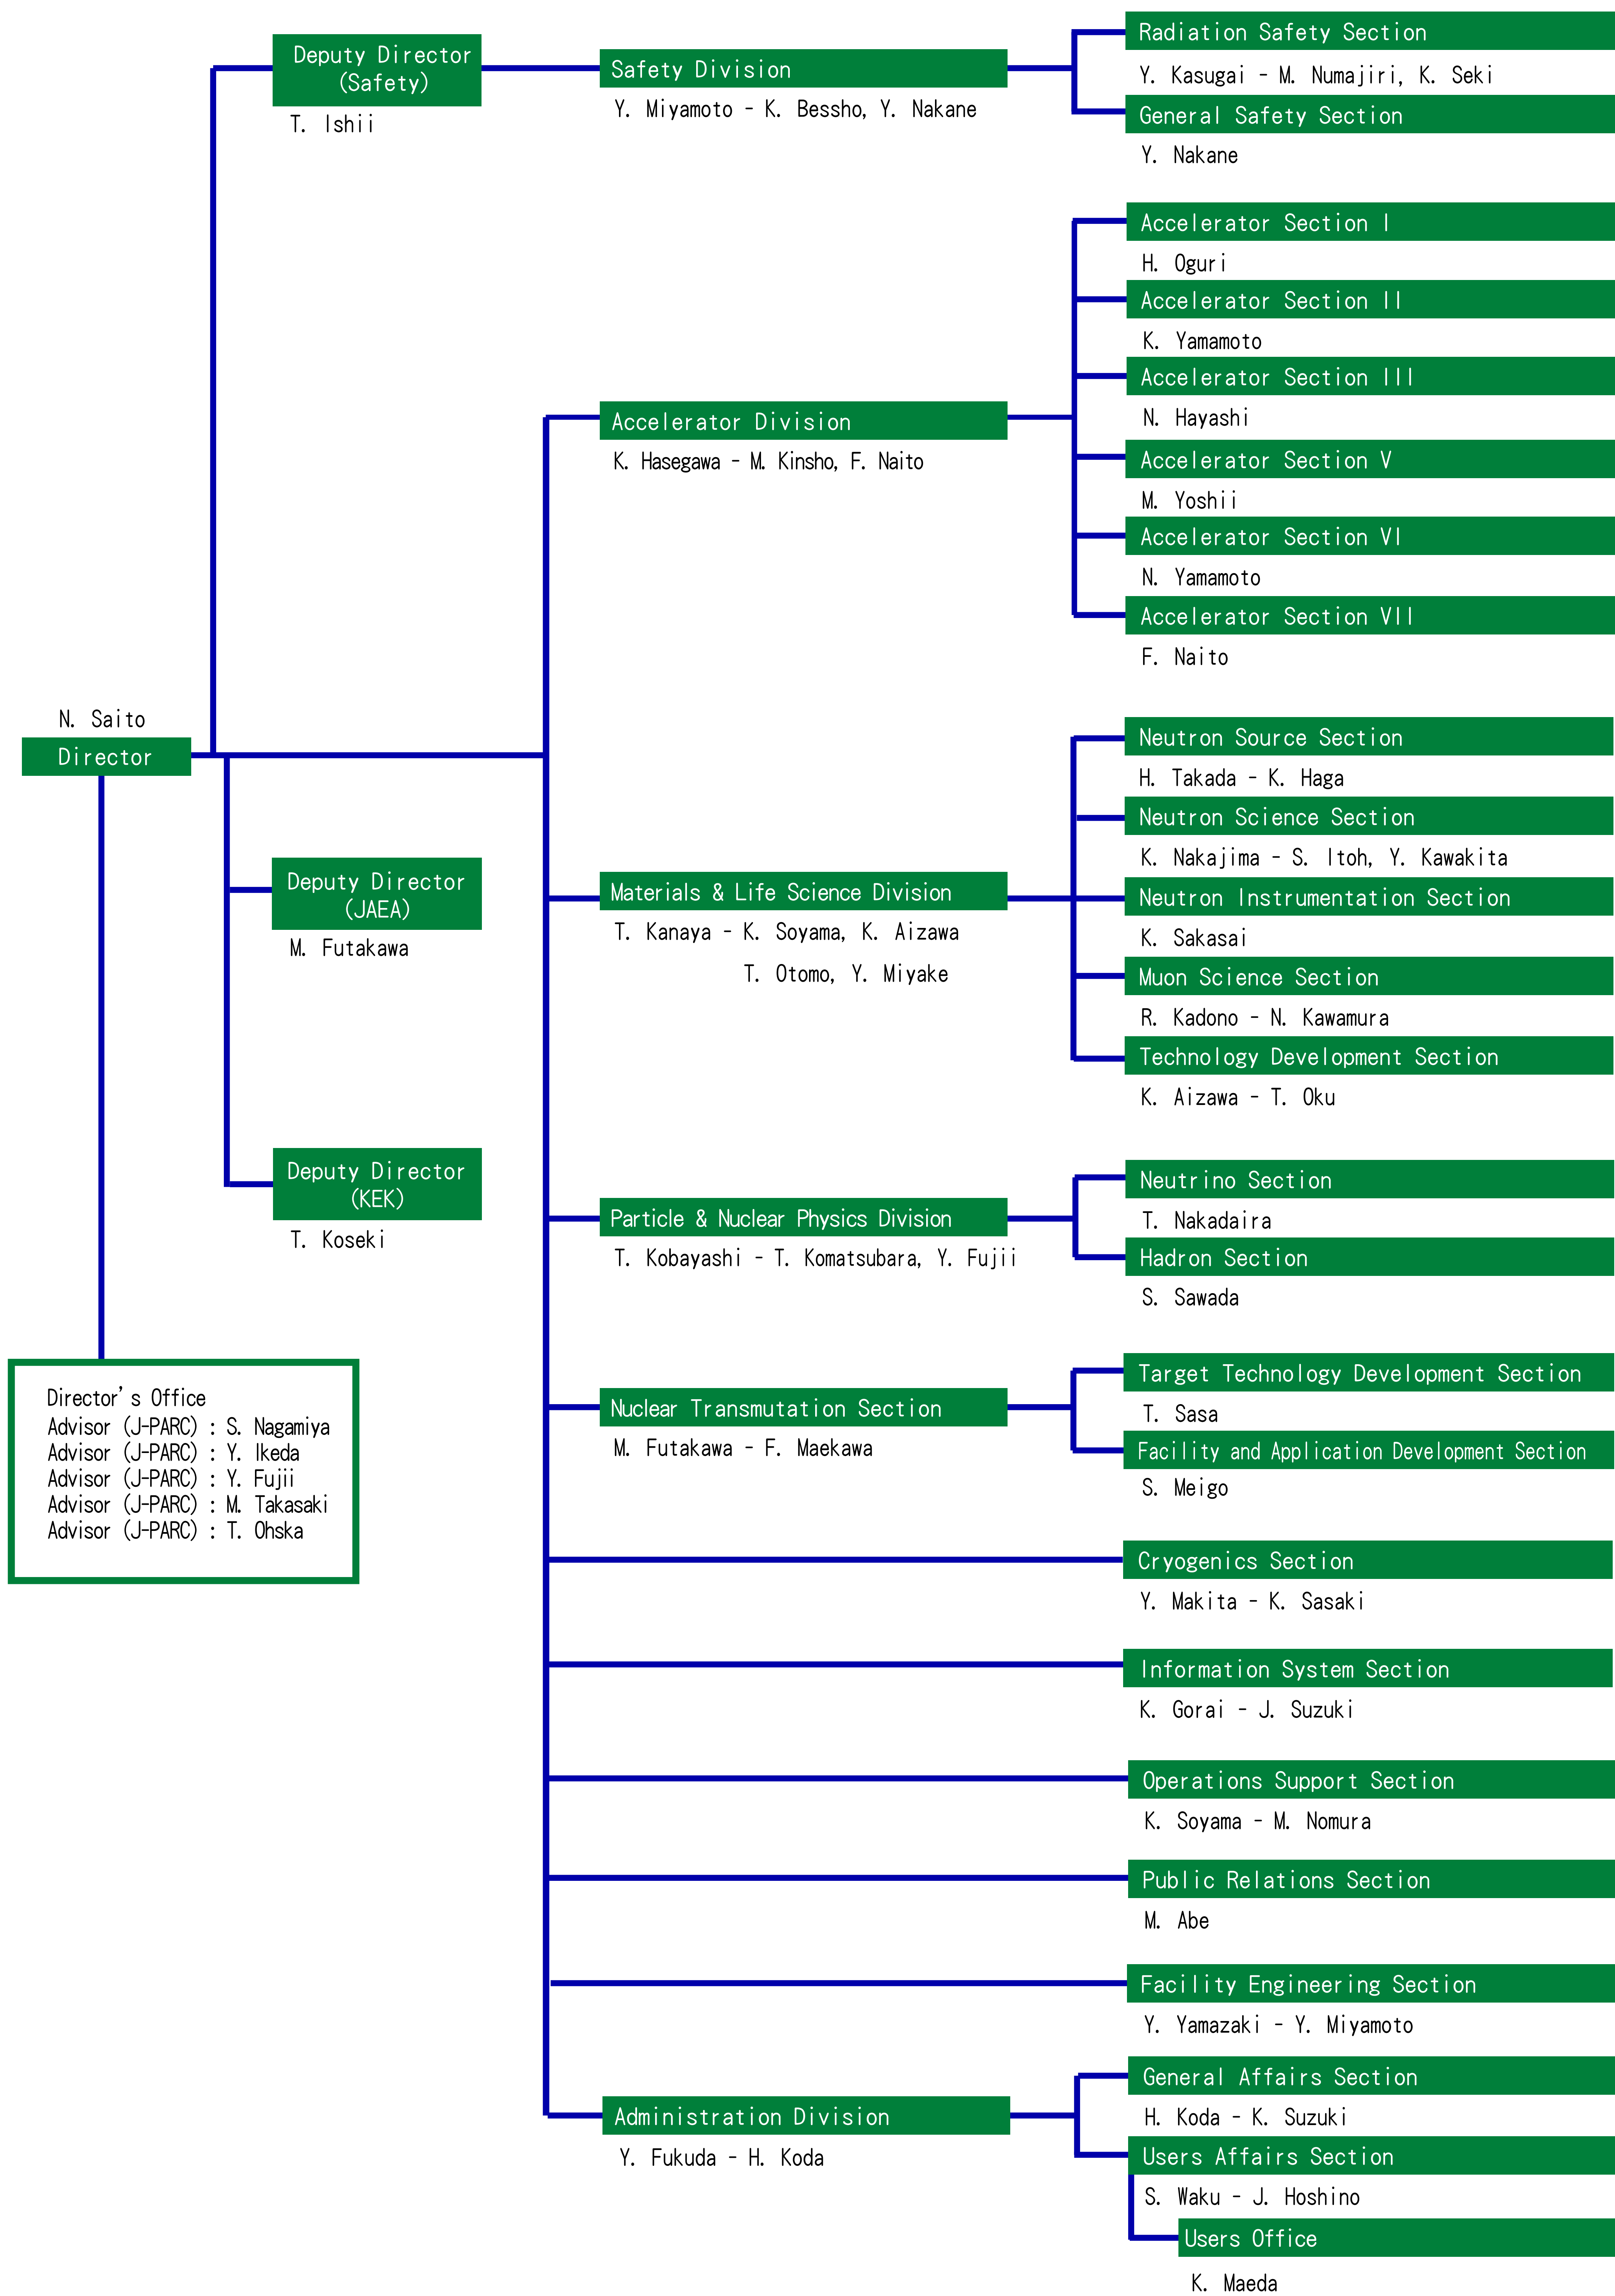 Deputy Director
(Safety)
T. Ishii
Safety Division
Y. Miyamoto - K. Bessho, Y. Nakane
Radiation Safety Section
Y. Kasugai - M. Numajiri, K. Seki
General Safety Section
Y. Nakane
Accelerator Division
K. Hasegawa - M. Kinsho, F. Naito
Accelerator Section I
H. Oguri
Accelerator Section II
K. Yamamoto
Accelerator Section III
N. Hayashi
Accelerator Section V
M. Yoshii
Accelerator Section VI
N. Yamamoto
Accelerator Section VII
F. Naito
N. Saito
Director
Deputy Director
(JAEA)
M. Futakawa
Deputy Director
(KEK)
T. Koseki
Director's Office
Advisor (J-PARC) : S. Nagamiya
Advisor (J-PARC) : Y. Ikeda
Advisor (J-PARC) : Y. Fujii
Advisor (J-PARC) : M. Takasaki
Advisor (J-PARC) : T. Ohska
Materials & Life Science Division
T. Kanaya - K. Soyama, K. Aizawa
T. Otomo, Y. Miyake
Neutron Source Section
H. Takada - K. Haga
Neutron Science Section
K. Nakajima - S. Itoh, Y. Kawakita
Neutron Instrumentation Section
K. Sakasai
Muon Science Section
R. Kadono - N. Kawamura
Technology Development Section
K. Aizawa - T. Oku
Particle & Nuclear Physics Division
T. Kobayashi - T. Komatsubara, Y. Fujii
Neutrino Section
T. Nakadaira
Hadron Section
S. Sawada
Nuclear Transmutation Section
M. Futakawa - F. Maekawa
Target Technology Development Section
T. Sasa
Facility and Application Development Section
S. Meigo
Cryogenics Section
Y. Makita - K. Sasaki
Information System Section
K. Gorai - J. Suzuki
Operations Support Section
K. Soyama - M. Nomura
Public Relations Section
M. Abe
Facility Engineering Section
Y. Yamazaki - Y. Miyamoto
Administration Division
Y. Fukuda - H. Koda
General Affairs Section
H. Koda - K. Suzuki
Users Affairs Section
S. Waku - J. Hoshino
Users Office
K. Maeda